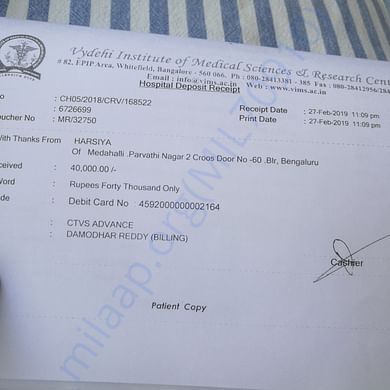 Vydehi Institute of Medical Sciences & Research Cent
# 82, EPIP Area, Whitefield, Bangalore - 560 066, Ph : 080-28413381 - 385 Fax : 080-28412956/284
Email : info@vims.ac.in Web : www.vims.ac.in
Hospital Deposit Receipt
o : CH05/2018/CRV/168522 Receipt Date : 27-Feb-2019 11:09 pm
: 6726699 Print Date : 27-Feb-2019 11:09 pm
oucher No : MR/32750
With Thanks From HARSIYA
Of Medahalli .Parvathi Nagar 2 Croos Door No -60 .Blr, Bengaluru
ceived : 40,000.00 /-
Word : Rupees Forty Thousand Only
de : Debit Card No 4592000000002164
: CTVS ADVANCE
: DAMODHAR REDDY (BILLING)
Cashier
Patient Copy